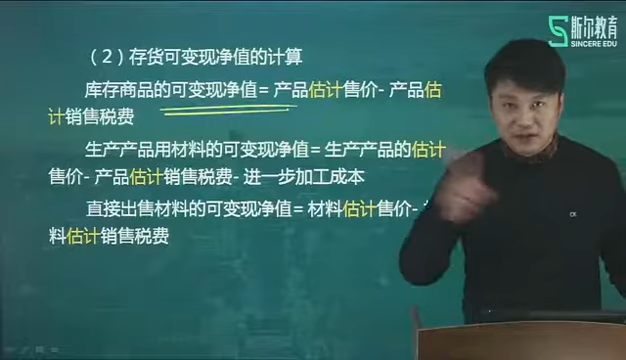 斯尔教育
SINCERE EDU
（2）存货可变现净值的计算
库存商品的可变现净值= 产品估计售价- 产品估
计销售税费
生产产品用材料的可变现净值= 生产产品的估计
售价- 产品估计销售税费- 进一步加工成本
直接出售材料的可变现净值= 材料估计售价-
料估计销售税费